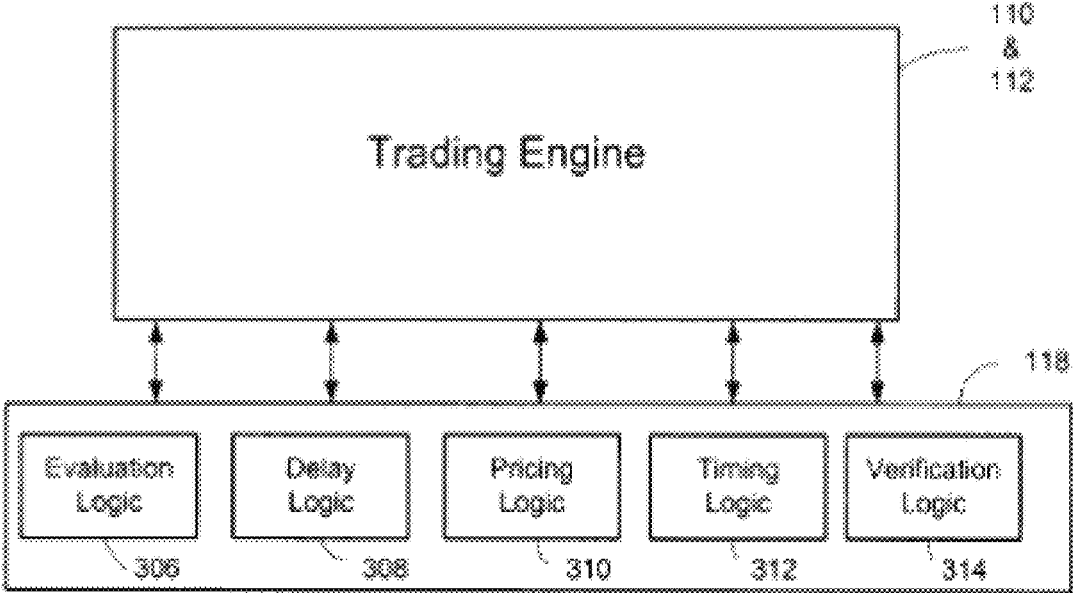 110
&
112
Trading Engine
118
Evaluation
Logic
Delay
Logic
Pricing
Logic
Timing
Logic
Verification
Logic
306
308
310
312
314